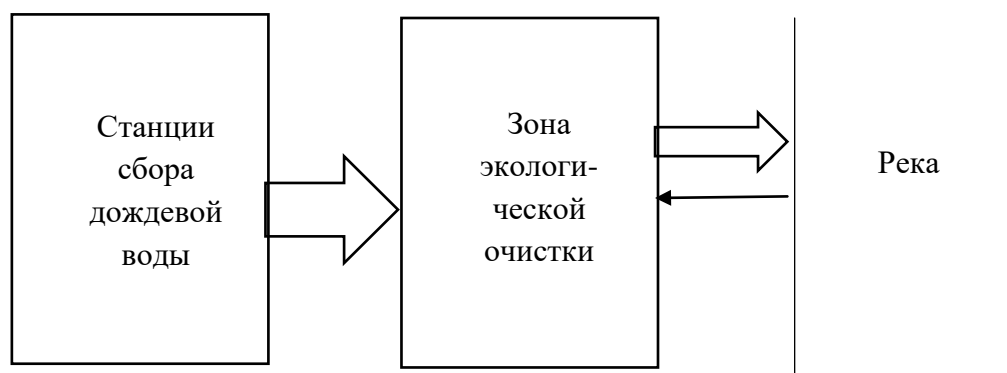 Станции
сбора
дождевой
воды
Зона
экологи-
ческой
очистки
Река